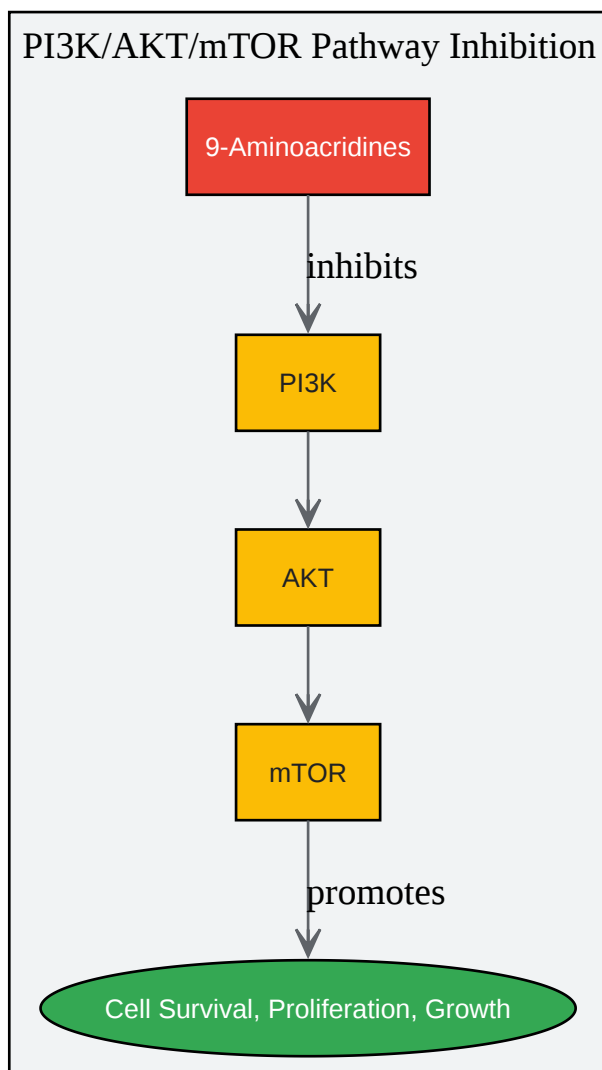 PI3K/AKT/mTOR Pathway Inhibition
9-Aminoacridines
inhibits
PI3K
AKT
mTOR
promotes
Cell Survival, Proliferation, Growth